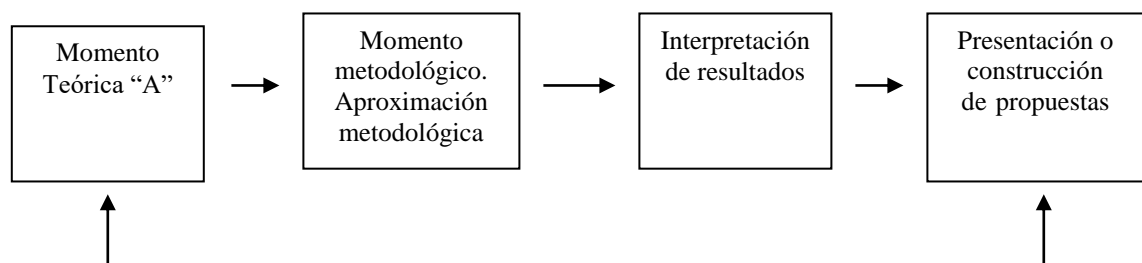 Momento
Teórica “A”
Momento
metodológico.
Aproximación
metodológica
Interpretación
de resultados
Presentación o
construcción
de propuestas